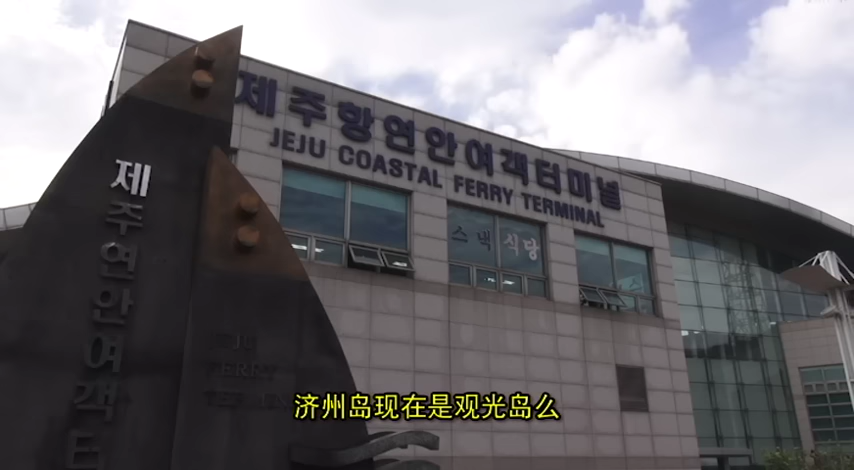 제주항연안여객터미널
JEJU COASTAL FERRY TERMINAL
스낵식당
제주연안여객터
FERRY
济州岛现在是观光岛么